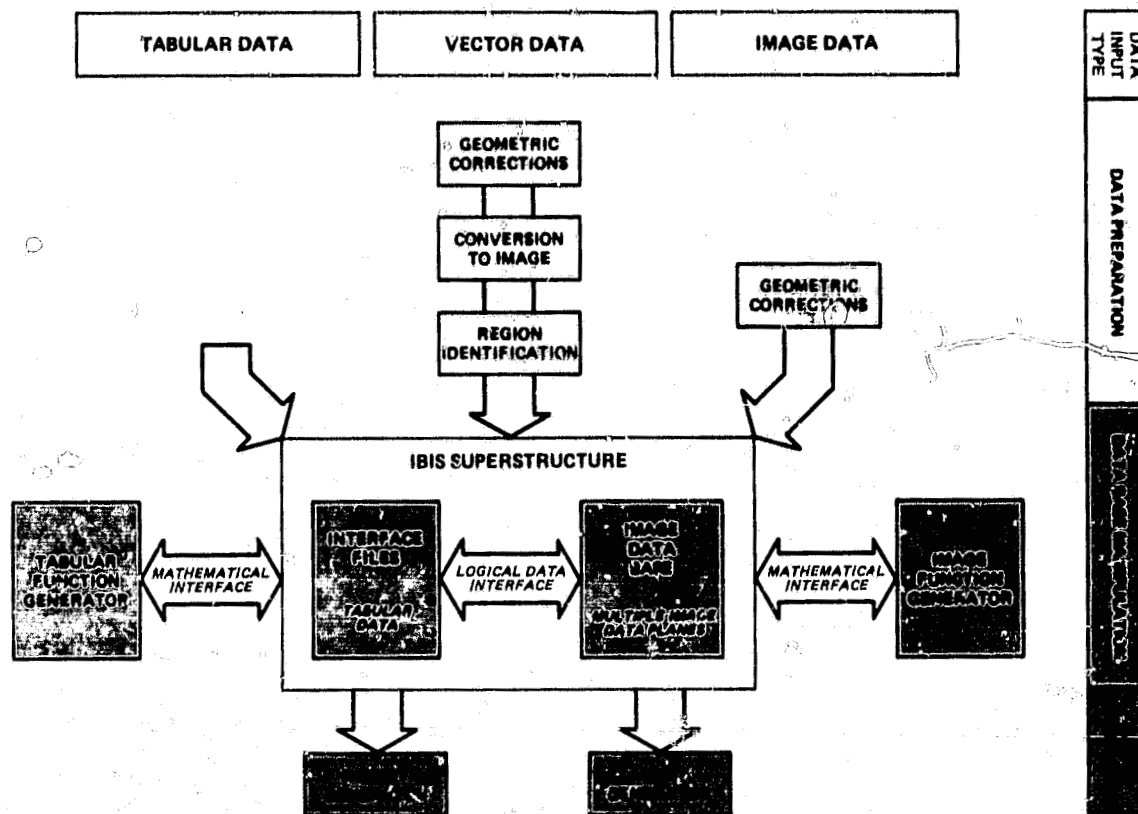 TABULAR DATA
VECTOR DATA
IMAGE DATA
DATA
INPUT
TYPE
GEOMETRIC
CORRECTIONS
CONVERSION
TO IMAGE
REGION
IDENTIFICATION
GEOMETRIC
CORRECTIONS
DATA PREPARATION
IBIS SUPERSTRUCTURE
TABULAR
FUNCTION
GENERATOR
MATHEMATICAL
INTERFACE
INTERFACE
FILES
TABULAR
DATA
LOGICAL DATA
INTERFACE
IMAGE
DATA
BASE
MULTIPLE IMAGE
DATA PLANES
MATHEMATICAL
INTERFACE
IMAGE
FUNCTION
GENERATOR